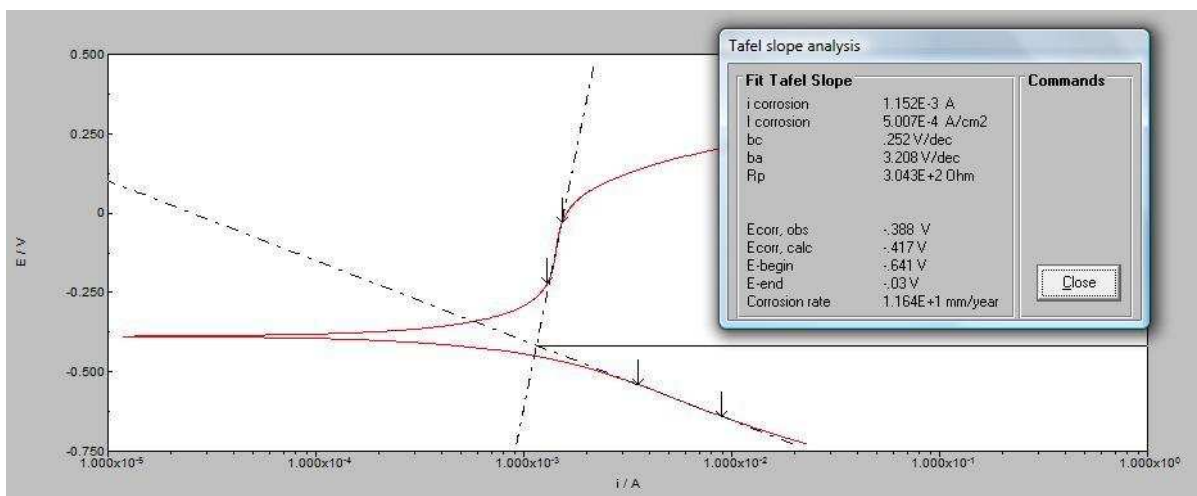 Tafel slope analysis
Fit Tafel Slope
Commands
i corrosion 1.152E-3 A
I corrosion 5.007E-4 A/cm2
bc .252 V/dec
ba 3.208 V/dec
Rp 3.043E+2 Ohm
Ecorr, obs -.388 V
Ecorr, calc -.417 V
E-begin -.641 V
E-end -.03 V
Corrosion rate 1.164E+1 mm/year
Close
0.500
0.250
0
-0.250
-0.500
-0.750
E / V
1.000x10-5 1.000x10-4 1.000x10-3 1.000x10-2 1.000x10-1 1.000x100
i / A